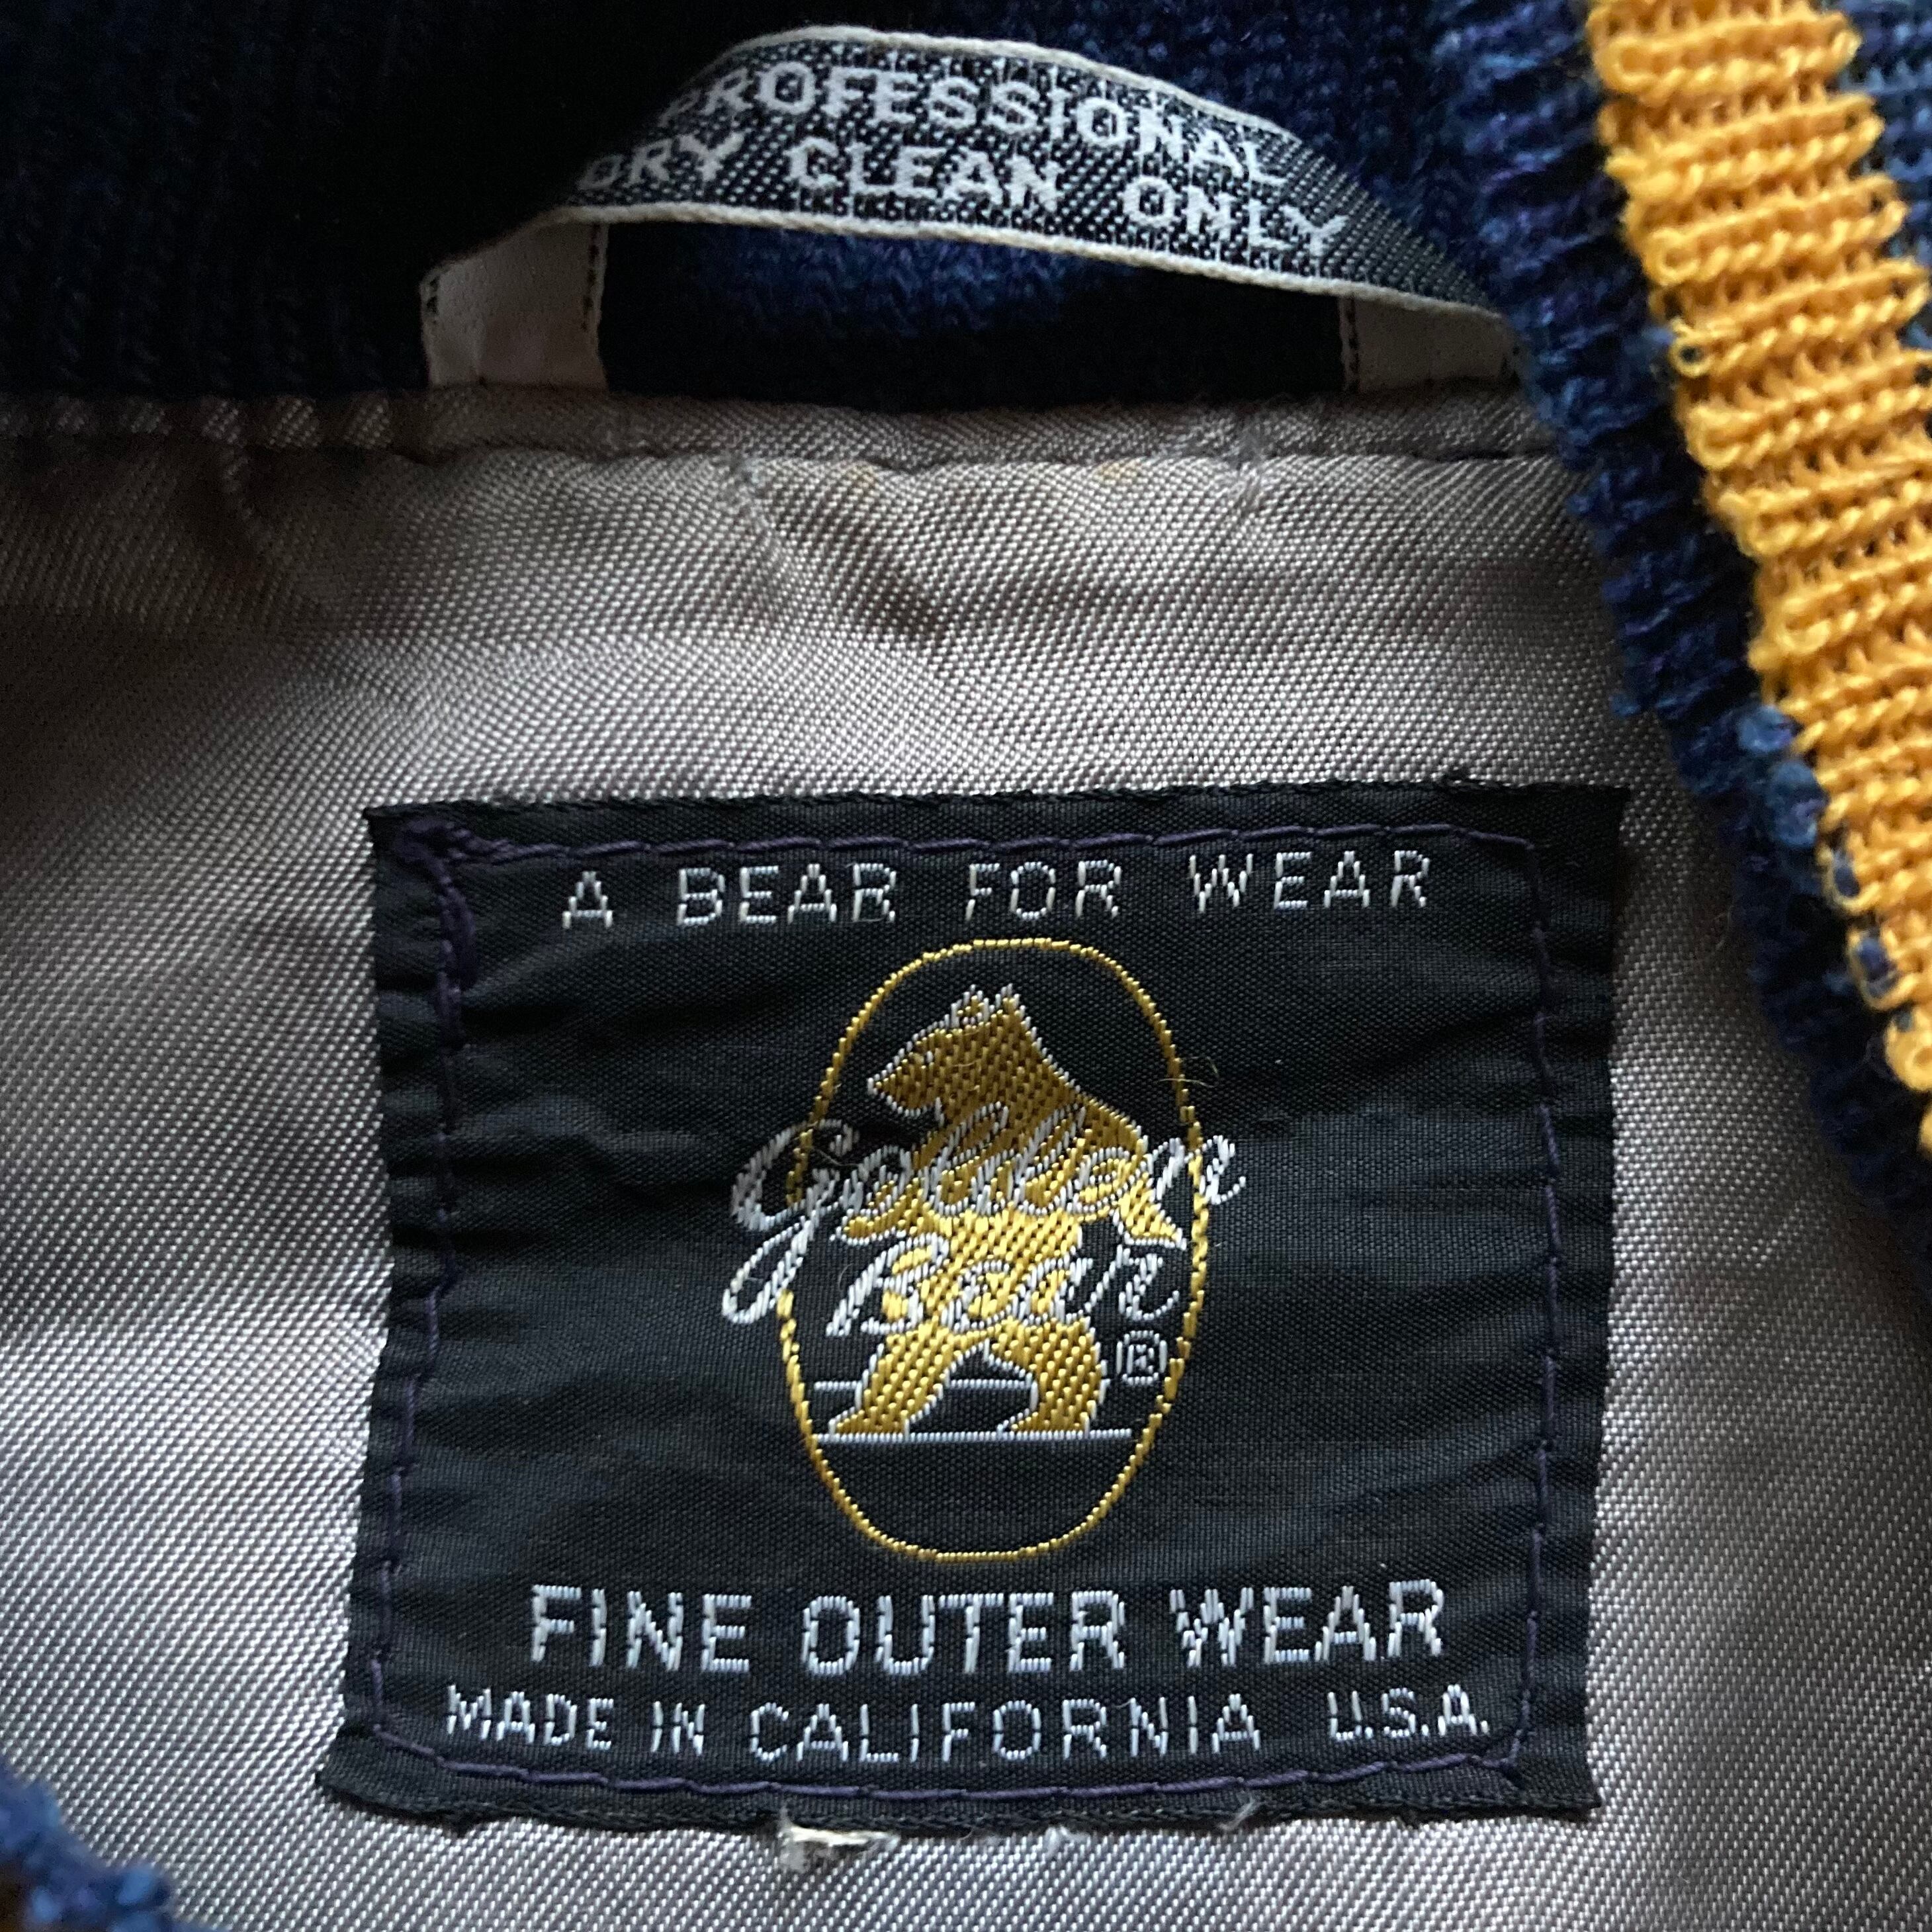 PROFESSIONAL
DRY CLEAN ONLY
A BEAR FOR WEAR
Golden
Bear
®
FINE OUTER WEAR
MADE IN CALIFORNIA U.S.A.